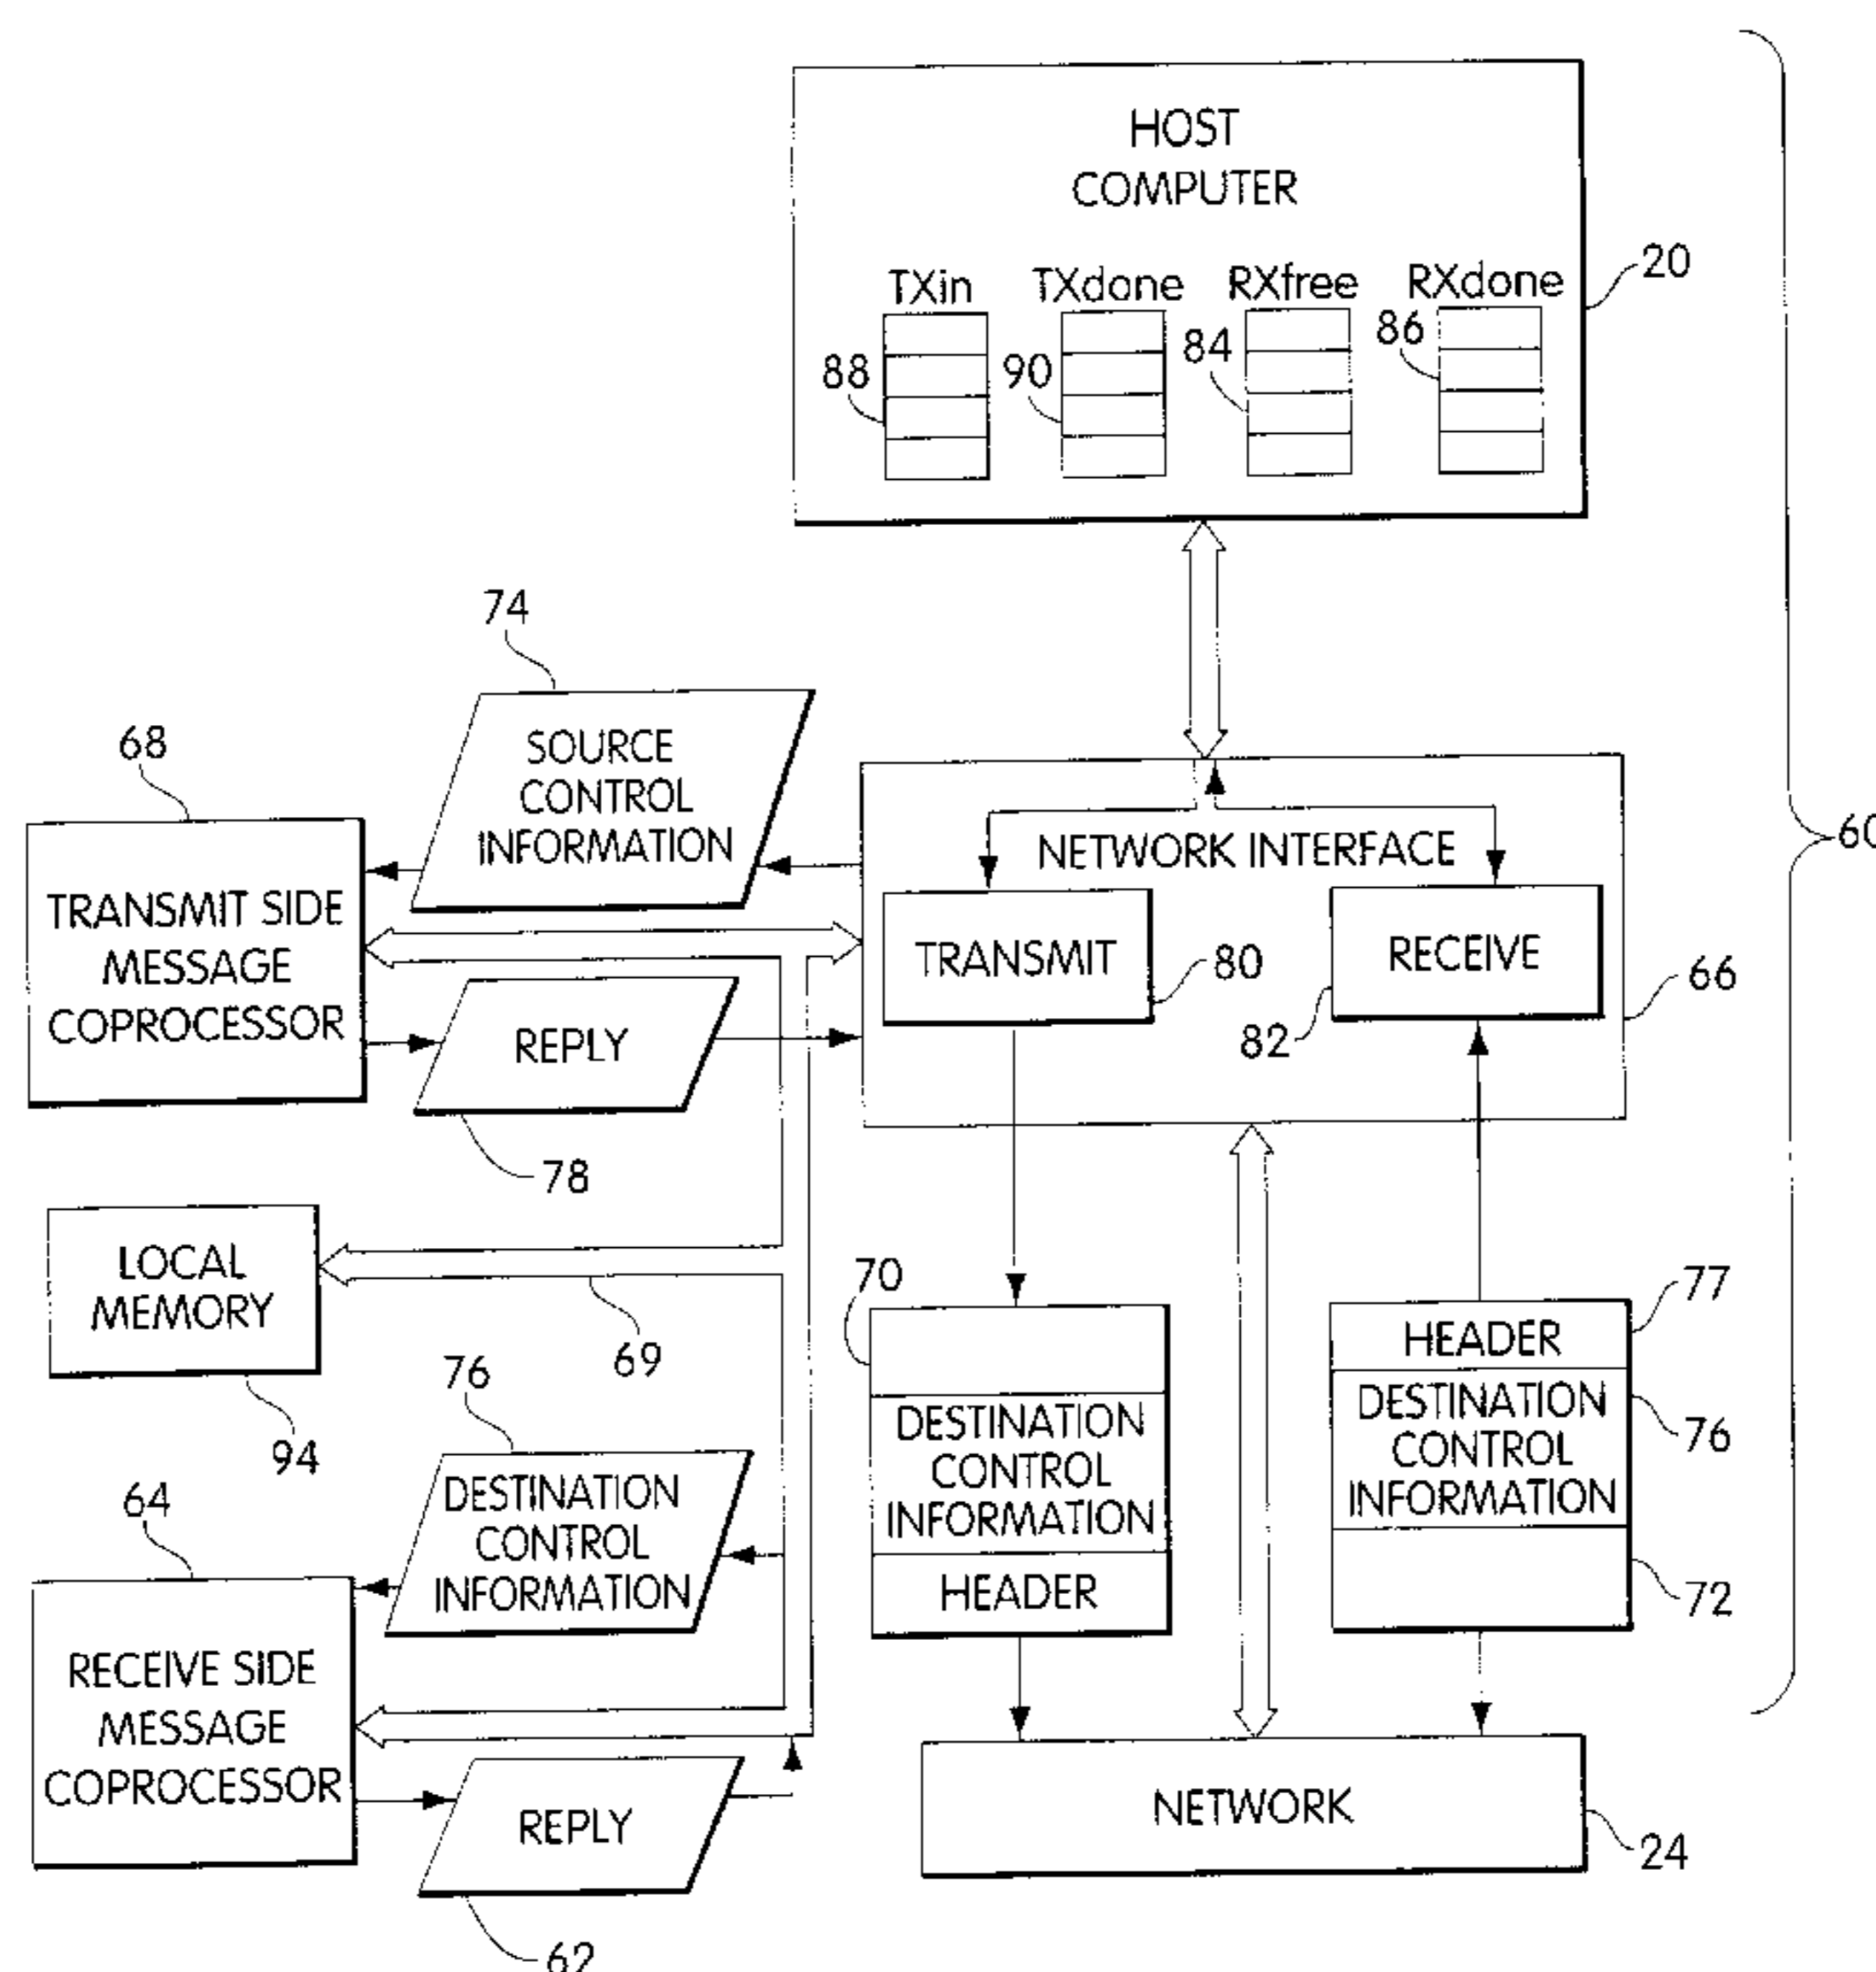 HOST
COMPUTER
TXin
TXdone
RXfree
RXdone
20
88
90
84
86
74
SOURCE
CONTROL
INFORMATION
68
TRANSMIT SIDE
MESSAGE
COPROCESSOR
NETWORK INTERFACE
60
TRANSMIT
80
RECEIVE
82
66
REPLY
78
LOCAL
MEMORY
94
69
70
DESTINATION
CONTROL
INFORMATION
HEADER
HEADER
77
DESTINATION
CONTROL
INFORMATION
76
72
76
DESTINATION
CONTROL
INFORMATION
64
RECEIVE SIDE
MESSAGE
COPROCESSOR
REPLY
62
NETWORK
24